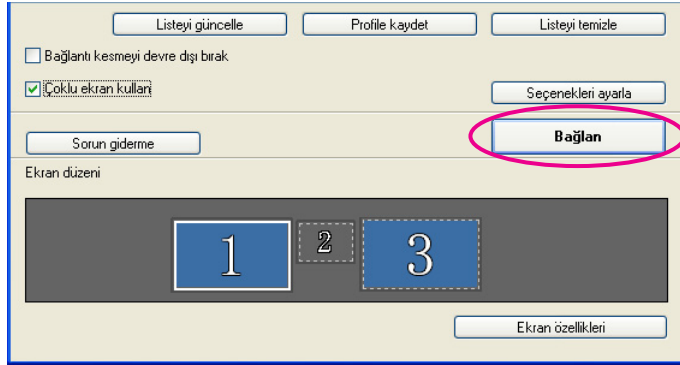 Listeyi güncelle Profile kaydet Listeyi temizle
Bağlantı kesmeyi devre dışı bırak
Çoklu ekran kullan
Seçenekleri ayarla
Bağlan
Sorun giderme
Ekran düzeni
1 2 3
Ekran özellikleri